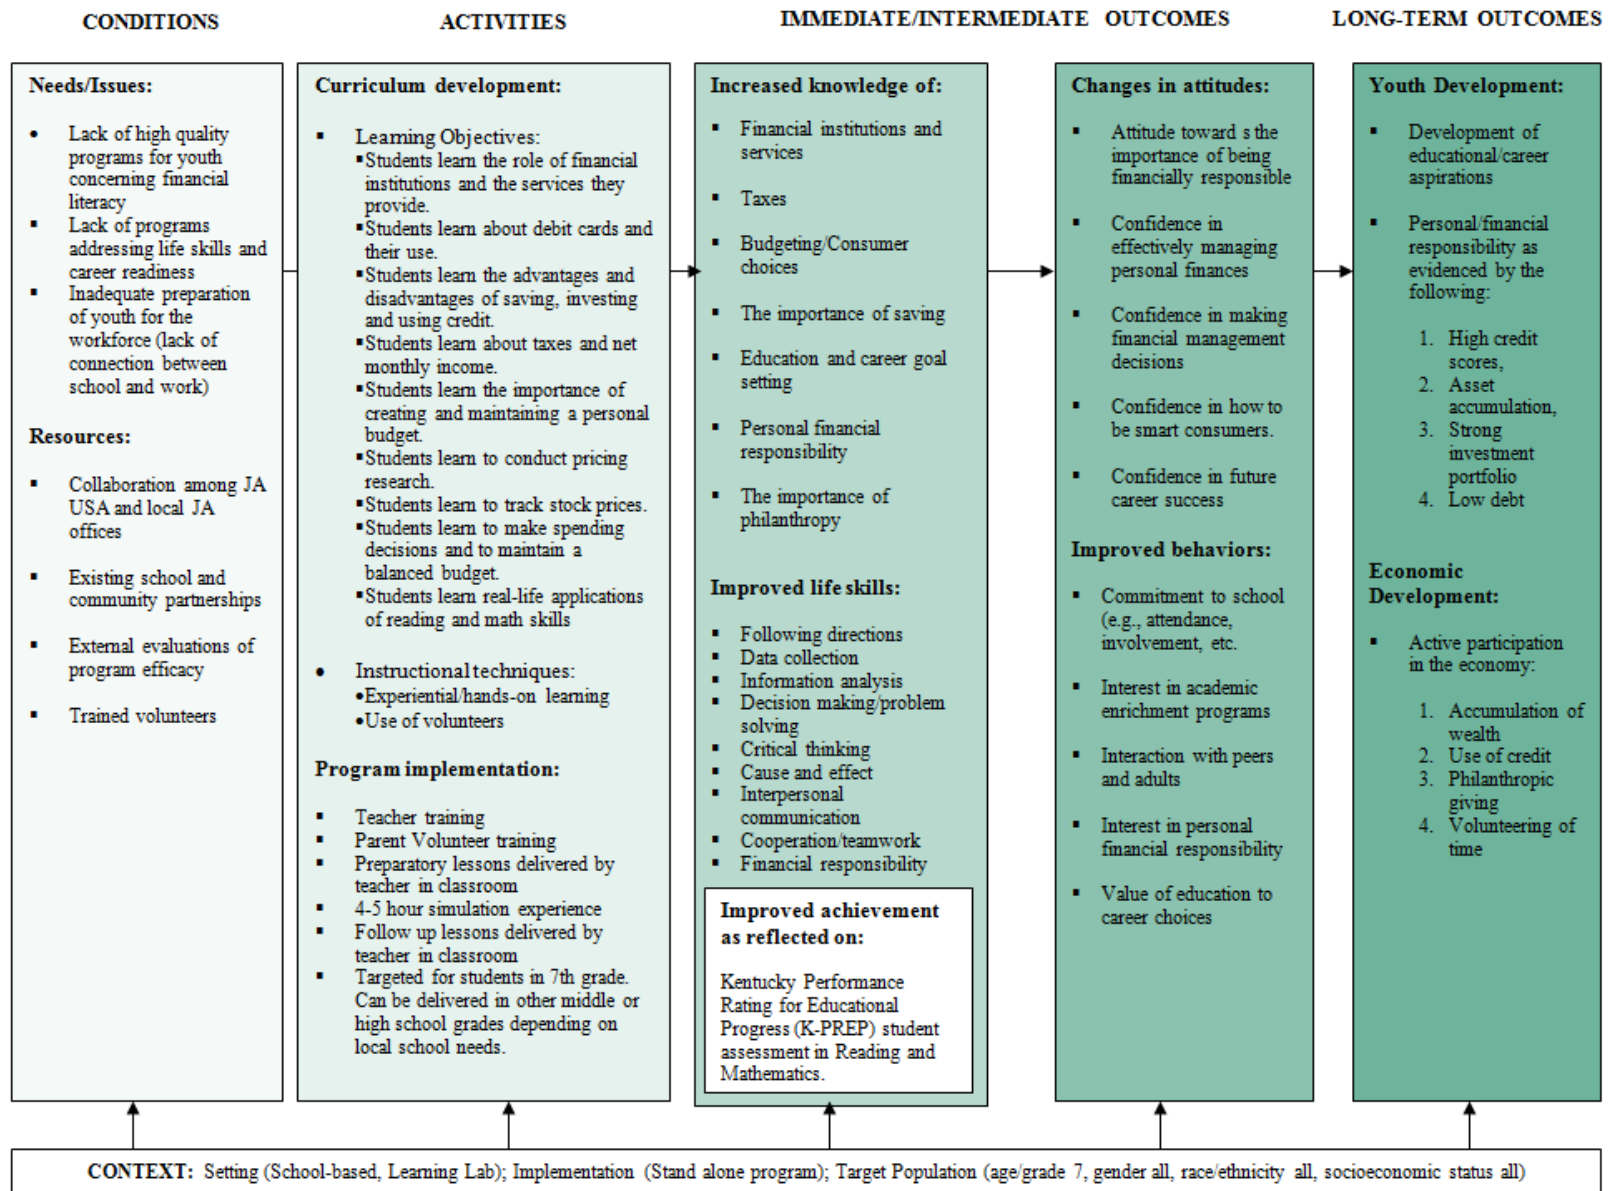 CONDITIONS
ACTIVITIES
IMMEDIATE/INTERMEDIATE OUTCOMES
LONG-TERM OUTCOMES
Needs/Issues:
• Lack of high quality
programs for youth
concerning financial
literacy
▪ Lack of programs
addressing life skills and
career readiness
▪ Inadequate preparation
of youth for the
workforce (lack of
connection between
school and work)
Resources:
▪ Collaboration among JA
USA and local JA
offices
▪ Existing school and
community partnerships
▪ External evaluations of
program efficacy
▪ Trained volunteers
Curriculum development:
▪ Learning Objectives:
▪Students learn the role of financial
institutions and the services they
provide.
▪Students learn about debit cards and
their use.
▪Students learn the advantages and
disadvantages of saving, investing
and using credit.
▪Students learn about taxes and net
monthly income.
▪Students learn the importance of
creating and maintaining a personal
budget.
▪Students learn to conduct pricing
research.
▪Students learn to track stock prices.
▪Students learn to make spending
decisions and to maintain a
balanced budget.
▪Students learn real-life applications
of reading and math skills
• Instructional techniques:
•Experiential/hands-on learning
•Use of volunteers
Program implementation:
▪ Teacher training
▪ Parent Volunteer training
▪ Preparatory lessons delivered by
teacher in classroom
▪ 4-5 hour simulation experience
▪ Follow up lessons delivered by
teacher in classroom
▪ Targeted for students in 7th grade.
Can be delivered in other middle or
high school grades depending on
local school needs.
Increased knowledge of:
▪ Financial institutions and
services
▪ Taxes
▪ Budgeting/Consumer
choices
▪ The importance of saving
▪ Education and career goal
setting
▪ Personal financial
responsibility
▪ The importance of
philanthropy
Improved life skills:
▪ Following directions
▪ Data collection
▪ Information analysis
▪ Decision making/problem
solving
▪ Critical thinking
▪ Cause and effect
▪ Interpersonal
communication
▪ Cooperation/teamwork
▪ Financial responsibility
Improved achievement
as reflected on:
Kentucky Performance
Rating for Educational
Progress (K-PREP) student
assessment in Reading and
Mathematics.
Changes in attitudes:
▪ Attitude toward s the
importance of being
financially responsible
▪ Confidence in
effectively managing
personal finances
▪ Confidence in making
financial management
decisions
▪ Confidence in how to
be smart consumers.
▪ Confidence in future
career success
Improved behaviors:
▪ Commitment to school
(e.g., attendance,
involvement, etc.
▪ Interest in academic
enrichment programs
▪ Interaction with peers
and adults
▪ Interest in personal
financial responsibility
▪ Value of education to
career choices
Youth Development:
▪ Development of
educational/career
aspirations
▪ Personal/financial
responsibility as
evidenced by the
following:
1. High credit
scores,
2. Asset
accumulation,
3. Strong
investment
portfolio
4. Low debt
Economic
Development:
▪ Active participation
in the economy:
1. Accumulation of
wealth
2. Use of credit
3. Philanthropic
giving
4. Volunteering of
time
CONTEXT: Setting (School-based, Learning Lab); Implementation (Stand alone program); Target Population (age/grade 7, gender all, race/ethnicity all, socioeconomic status all)